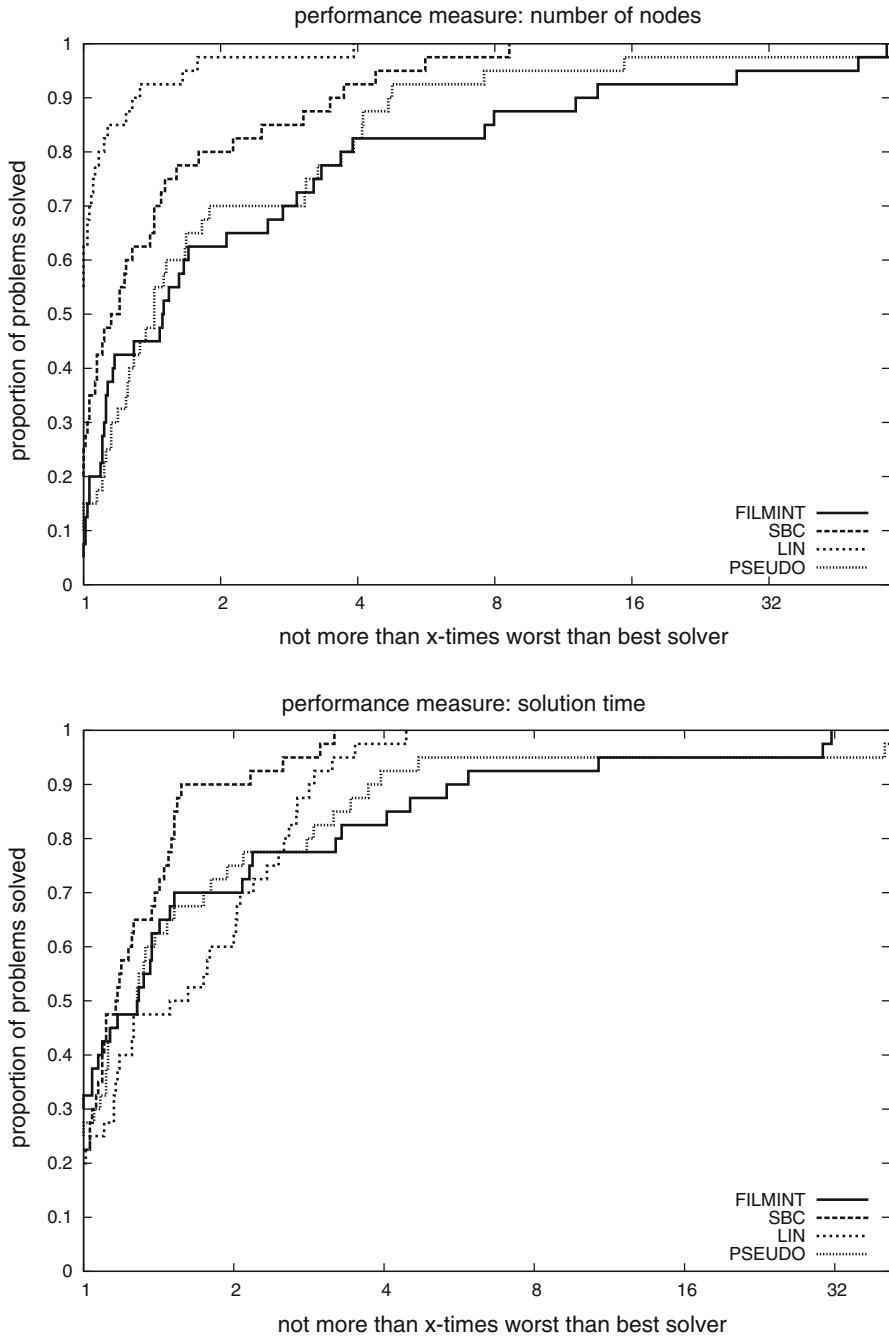 performance measure: number of nodes
1
0.9
0.8
0.7
0.6
0.5
0.4
0.3
0.2
0.1
0
proportion of problems solved
FILMINT
SBC
LIN
PSEUDO
1 2 4 8 16 32
not more than x-times worst than best solver
performance measure: solution time
1
0.9
0.8
0.7
0.6
0.5
0.4
0.3
0.2
0.1
0
proportion of problems solved
FILMINT
SBC
LIN
PSEUDO
1 2 4 8 16 32
not more than x-times worst than best solver